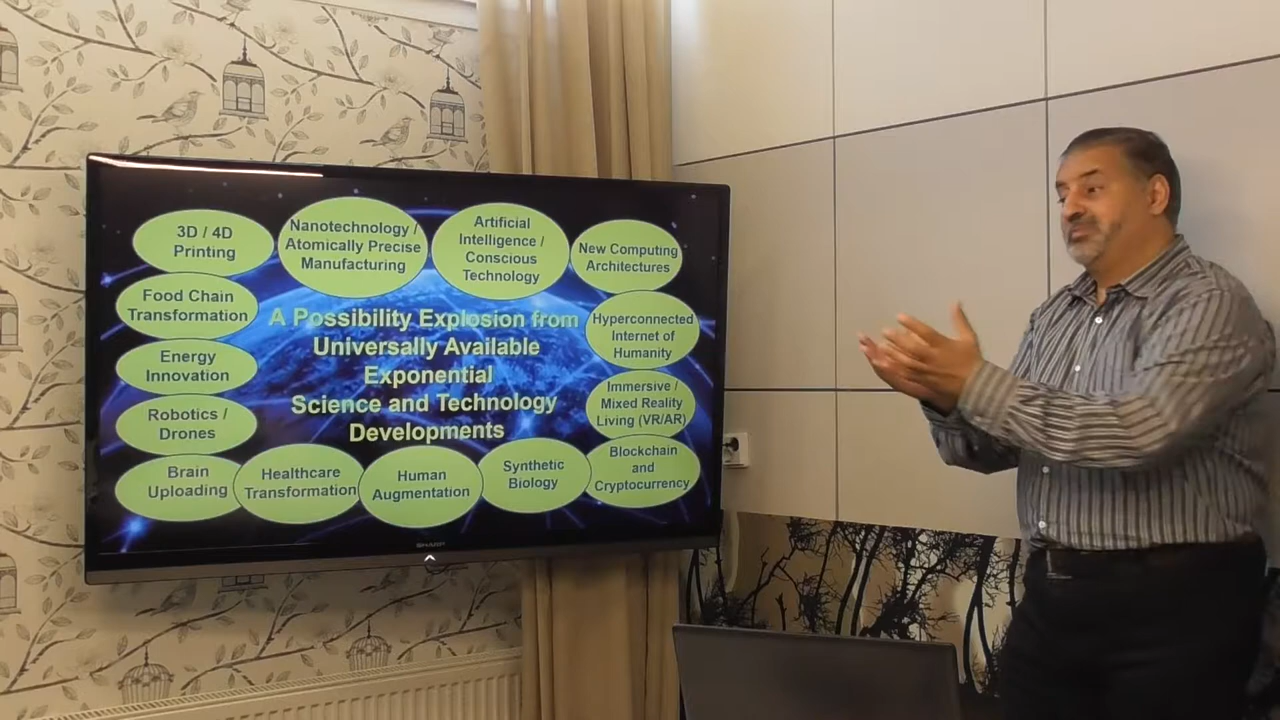 3D / 4D
Printing
Nanotechnology /
Atomically Precise
Manufacturing
Artificial
Intelligence /
Conscious
Technology
New Computing
Architectures
Food Chain
Transformation
A Possibility Explosion from
Universally Available
Exponential
Science and Technology
Developments
Hyperconnected
Internet of
Humanity
Energy
Innovation
Immersive /
Mixed Reality
Living (VR/AR)
Robotics /
Drones
Brain
Uploading
Healthcare
Transformation
Human
Augmentation
Synthetic
Biology
Blockchain
and
Cryptocurrency
SHARP